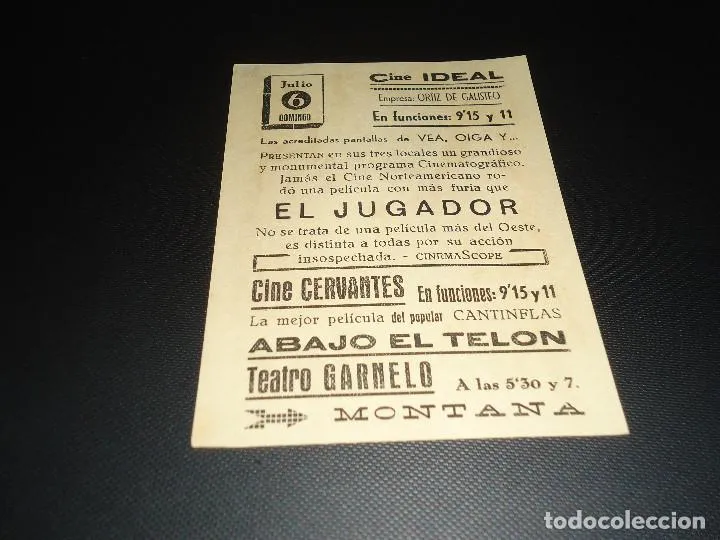 Julio
6
DOMINGO
Cine IDEAL
Empresa: ORTIZ DE GALISTEO
En funciones: 9'15 y 11
Las acreditadas pantallas de VEA, OIGA Y...
PRESENTAN en sus tres locales un grandioso
y monumental programa Cinematográfico.
Jamás el Cine Norteamericano ro-
dó una película con más furia que
EL JUGADOR
No se trata de una película más del Oeste,
es distinta a todas por su acción
insospechada. - CINEMASCOPE
Cine CERVANTES En funciones: 9'15 y 11
La mejor película del popular CANTINFLAS
ABAJO EL TELON
Teatro GARNELO A las 5'30 y 7.
MONTANA
todocoleccion